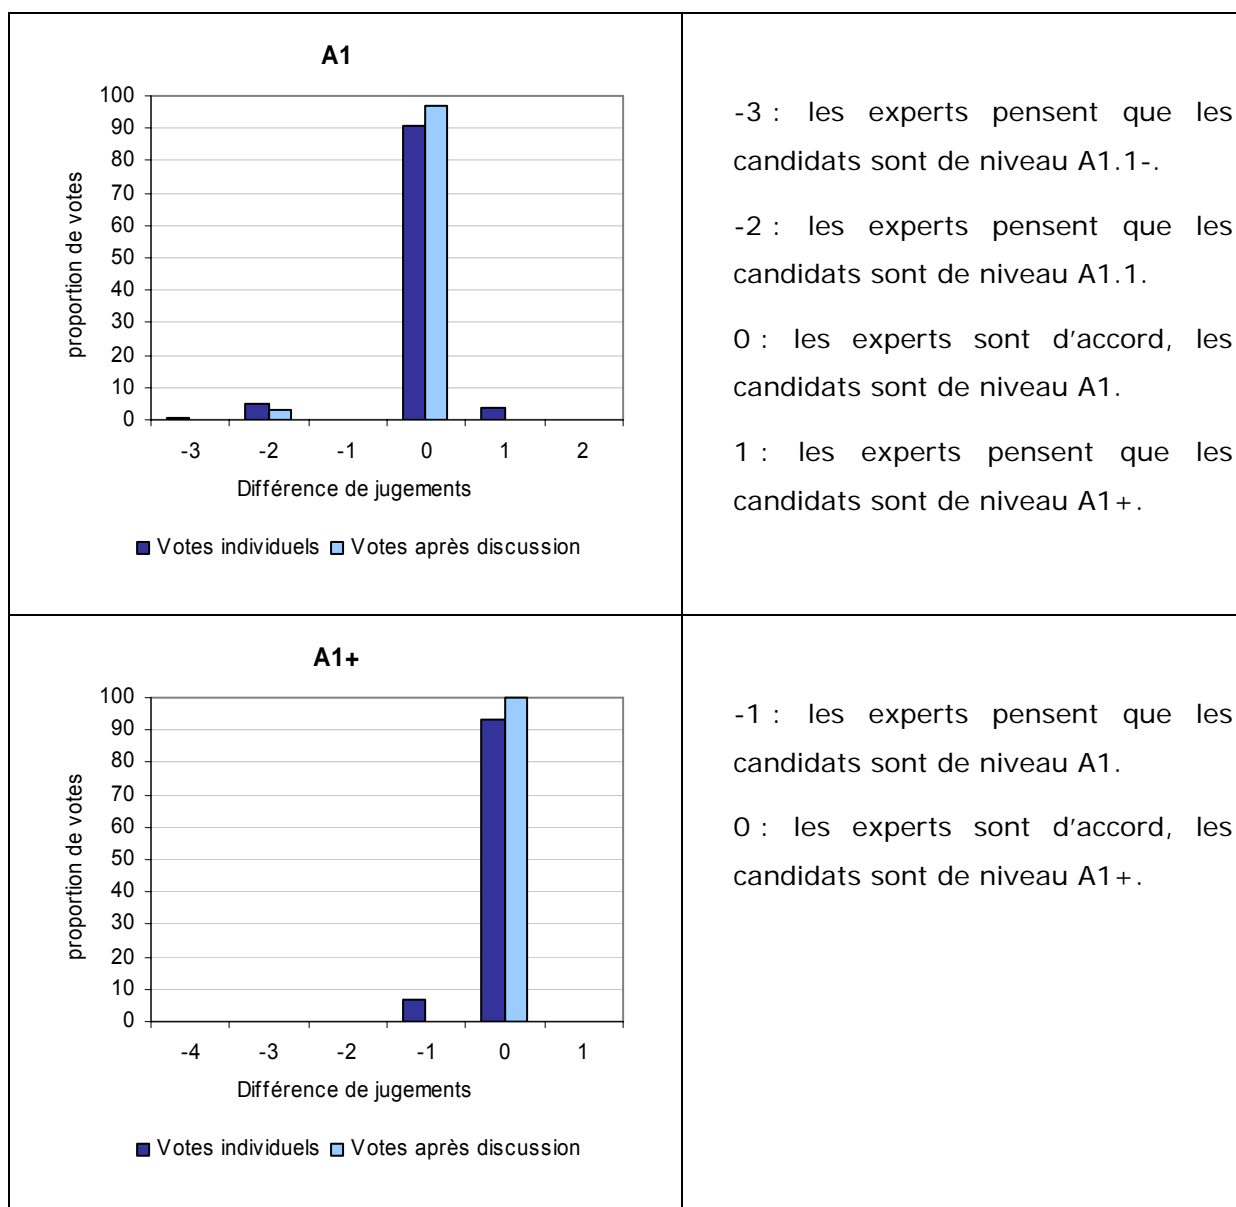 A1
100
90
80
70
60
50
40
30
20
10
0
proportion de votes
-3 -2 -1 0 1 2
Différence de jugements
Votes individuels Votes après discussion
-3 : les experts pensent que les
candidats sont de niveau A1.1-.
-2 : les experts pensent que les
candidats sont de niveau A1.1.
0 : les experts sont d'accord, les
candidats sont de niveau A1.
1 : les experts pensent que les
candidats sont de niveau A1+.
A1+
100
90
80
70
60
50
40
30
20
10
0
proportion de votes
-4 -3 -2 -1 0 1
Différence de jugements
Votes individuels Votes après discussion
-1 : les experts pensent que les
candidats sont de niveau A1.
0 : les experts sont d'accord, les
candidats sont de niveau A1+.